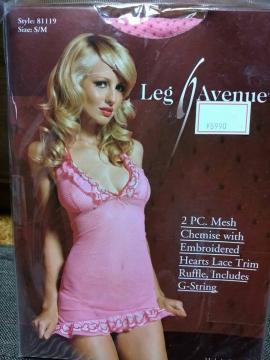 Style: 81119
Size: S/M
Leg Avenue
¥5990
2 PC. Mesh
Chemise with
Embroidered
Hearts Lace Trim
Ruffle, Includes
G-String